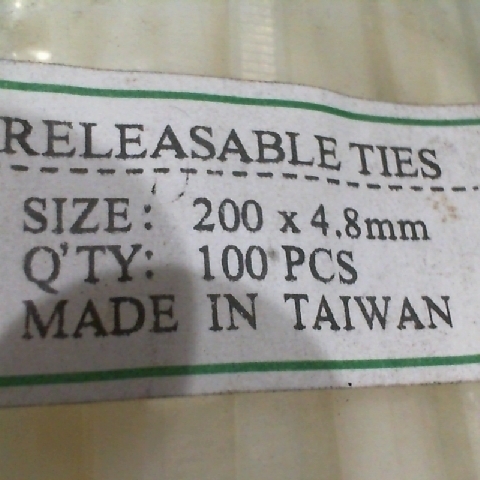 RELEASABLE TIES
SIZE: 200 x 4.8mm
Q'TY: 100 PCS
MADE IN TAIWAN